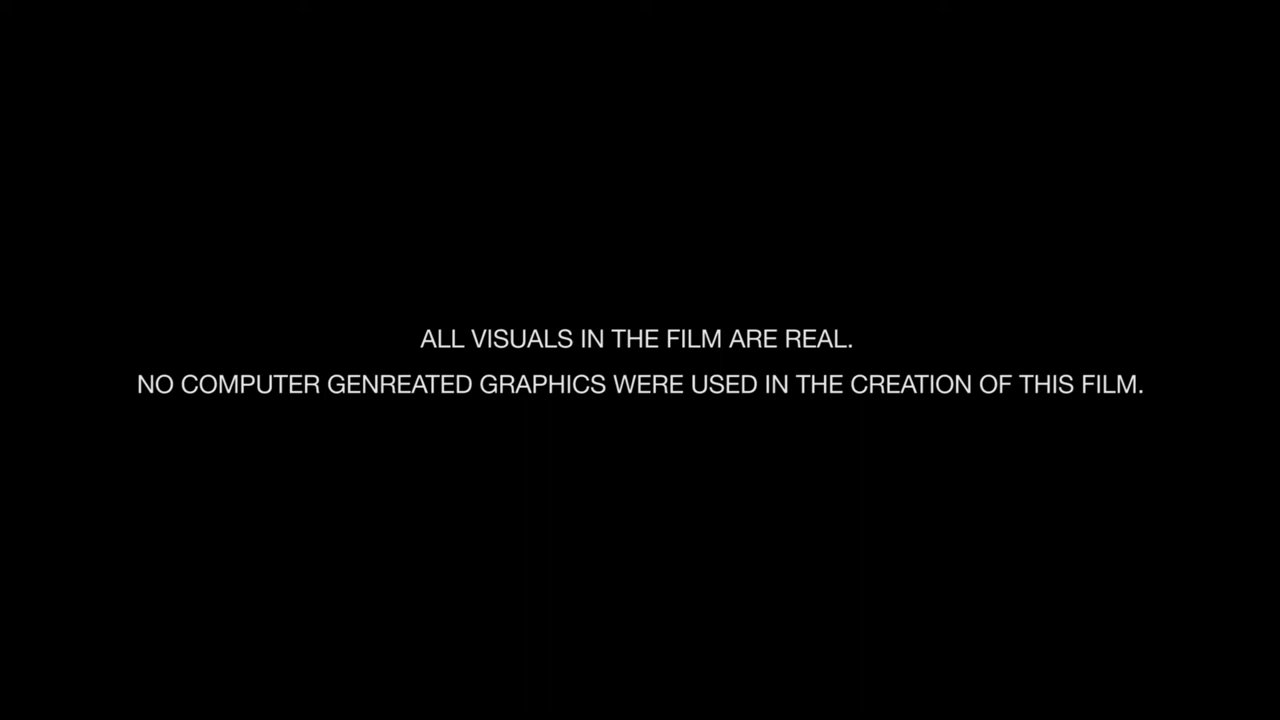 ALL VISUALS IN THE FILM ARE REAL.
NO COMPUTER GENREATED GRAPHICS WERE USED IN THE CREATION OF THIS FILM.